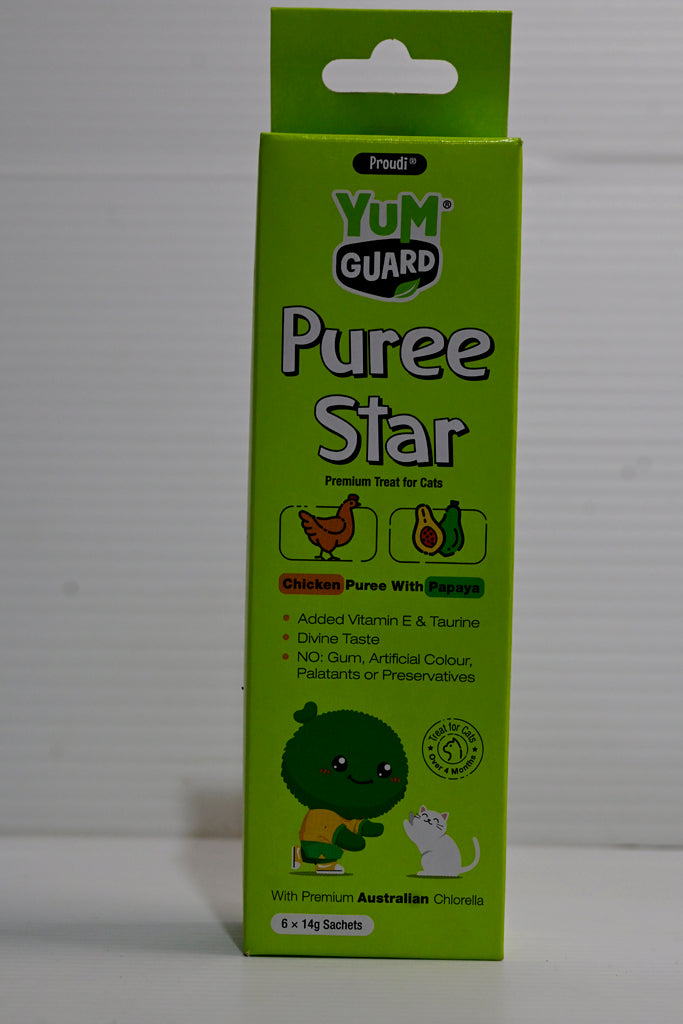 Proudi®
YUM®
GUARD
Puree
Star
Premium Treat for Cats
Chicken Puree With Papaya
Added Vitamin E & Taurine
Divine Taste
NO: Gum, Artificial Colour,
Palatants or Preservatives
Treat for Cats
Over 4 Months
With Premium Australian Chlorella
6 × 14g Sachets